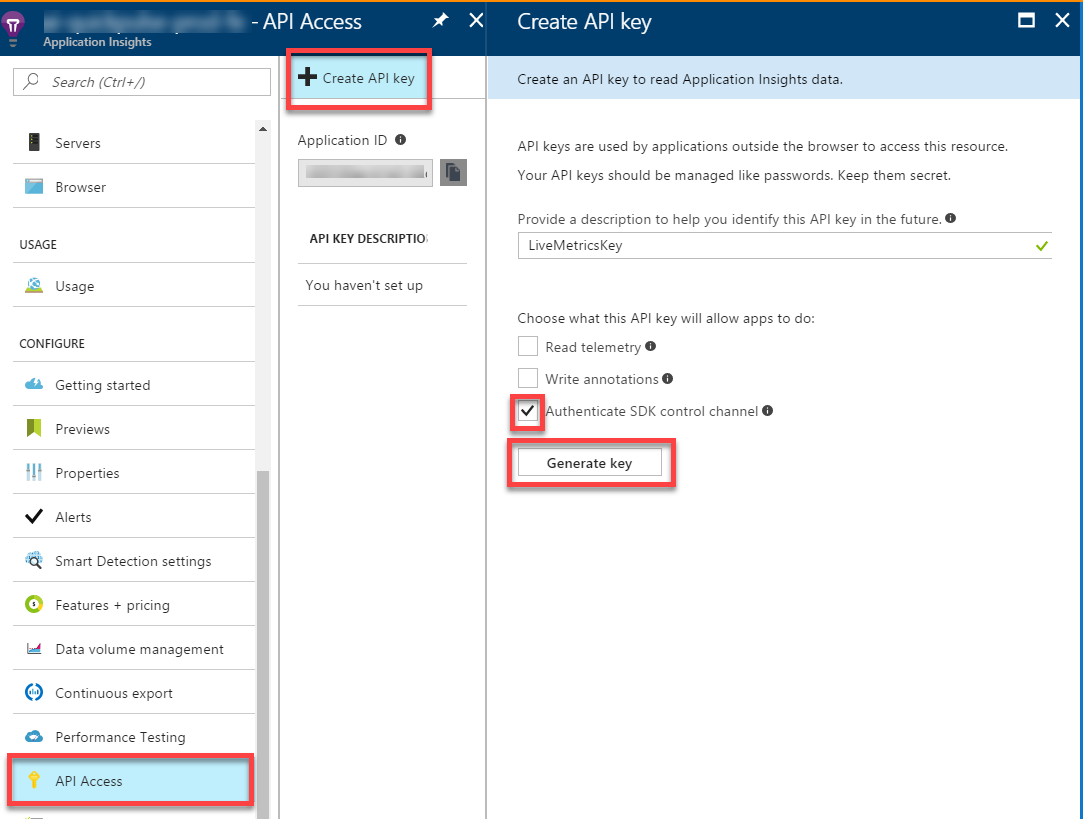 - API Access
Application Insights
Search (Ctrl+/)
Servers
Browser
USAGE
Usage
CONFIGURE
Getting started
Previews
Properties
Alerts
Smart Detection settings
Features + pricing
Data volume management
Continuous export
Performance Testing
API Access
Create API key
Application ID
API KEY DESCRIPTIO
You haven't set up
Create API key
Create an API key to read Application Insights data.
API keys are used by applications outside the browser to access this resource.
Your API keys should be managed like passwords. Keep them secret.
Provide a description to help you identify this API key in the future.
LiveMetricsKey
Choose what this API key will allow apps to do:
Read telemetry
Write annotations
Authenticate SDK control channel
Generate key